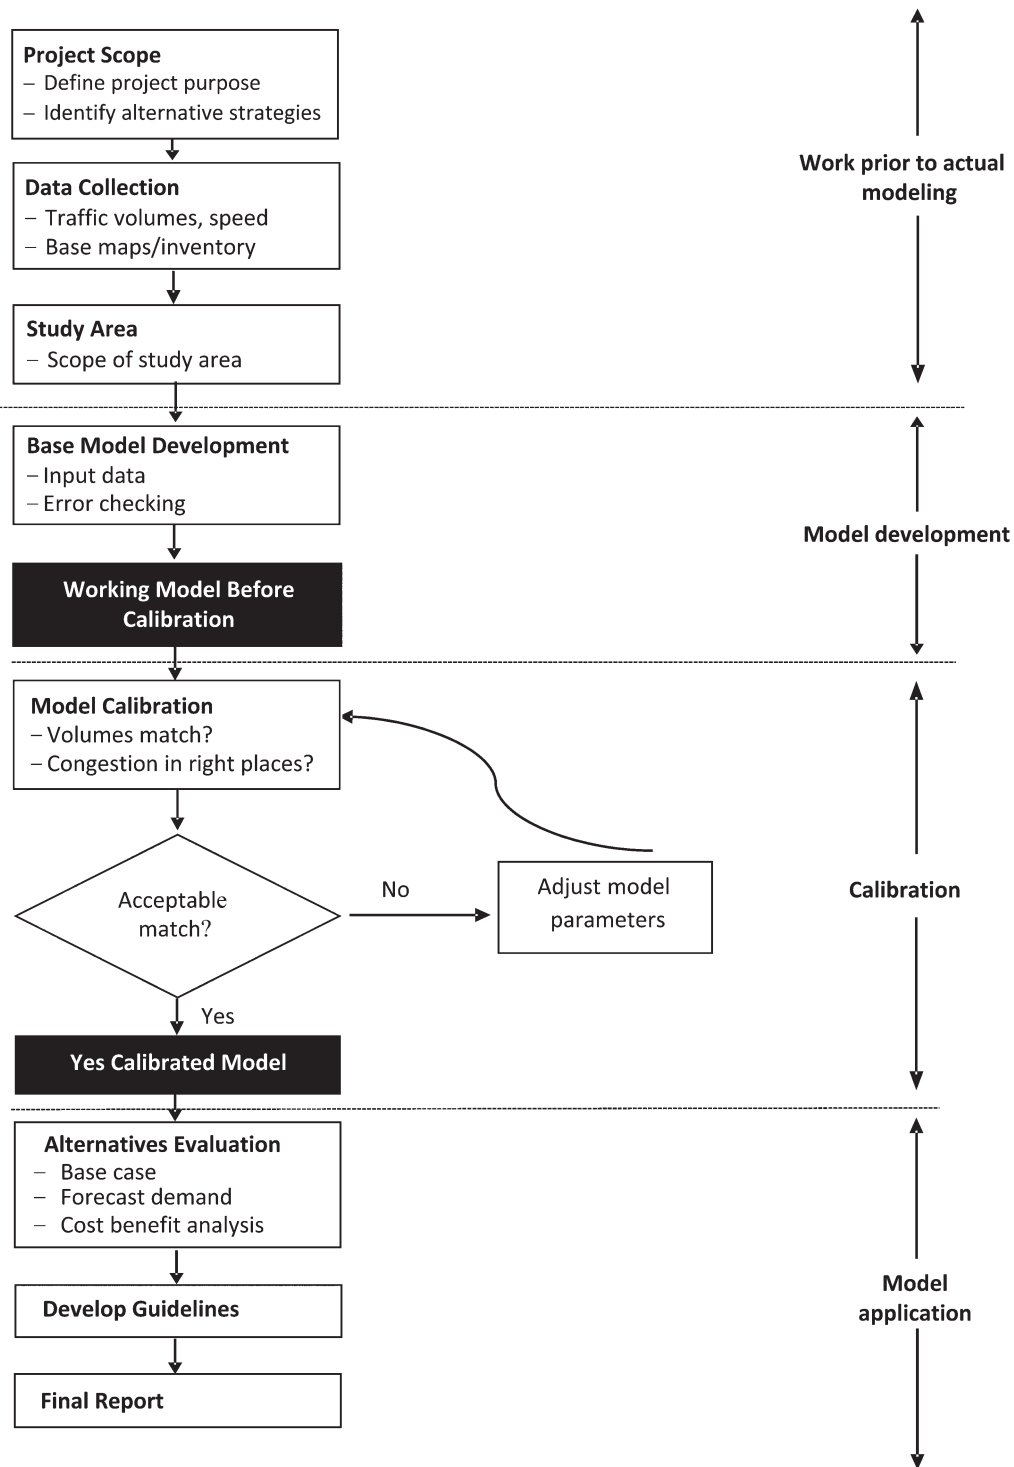 Project Scope
– Define project purpose
– Identify alternative strategies
Work prior to actual
modeling
Data Collection
– Traffic volumes, speed
– Base maps/inventory
Study Area
– Scope of study area
Base Model Development
– Input data
– Error checking
Model development
Working Model Before
Calibration
Model Calibration
– Volumes match?
– Congestion in right places?
Acceptable
match?
No
Adjust model
parameters
Calibration
Yes
Yes Calibrated Model
Alternatives Evaluation
– Base case
– Forecast demand
– Cost benefit analysis
Develop Guidelines
Model
application
Final Report